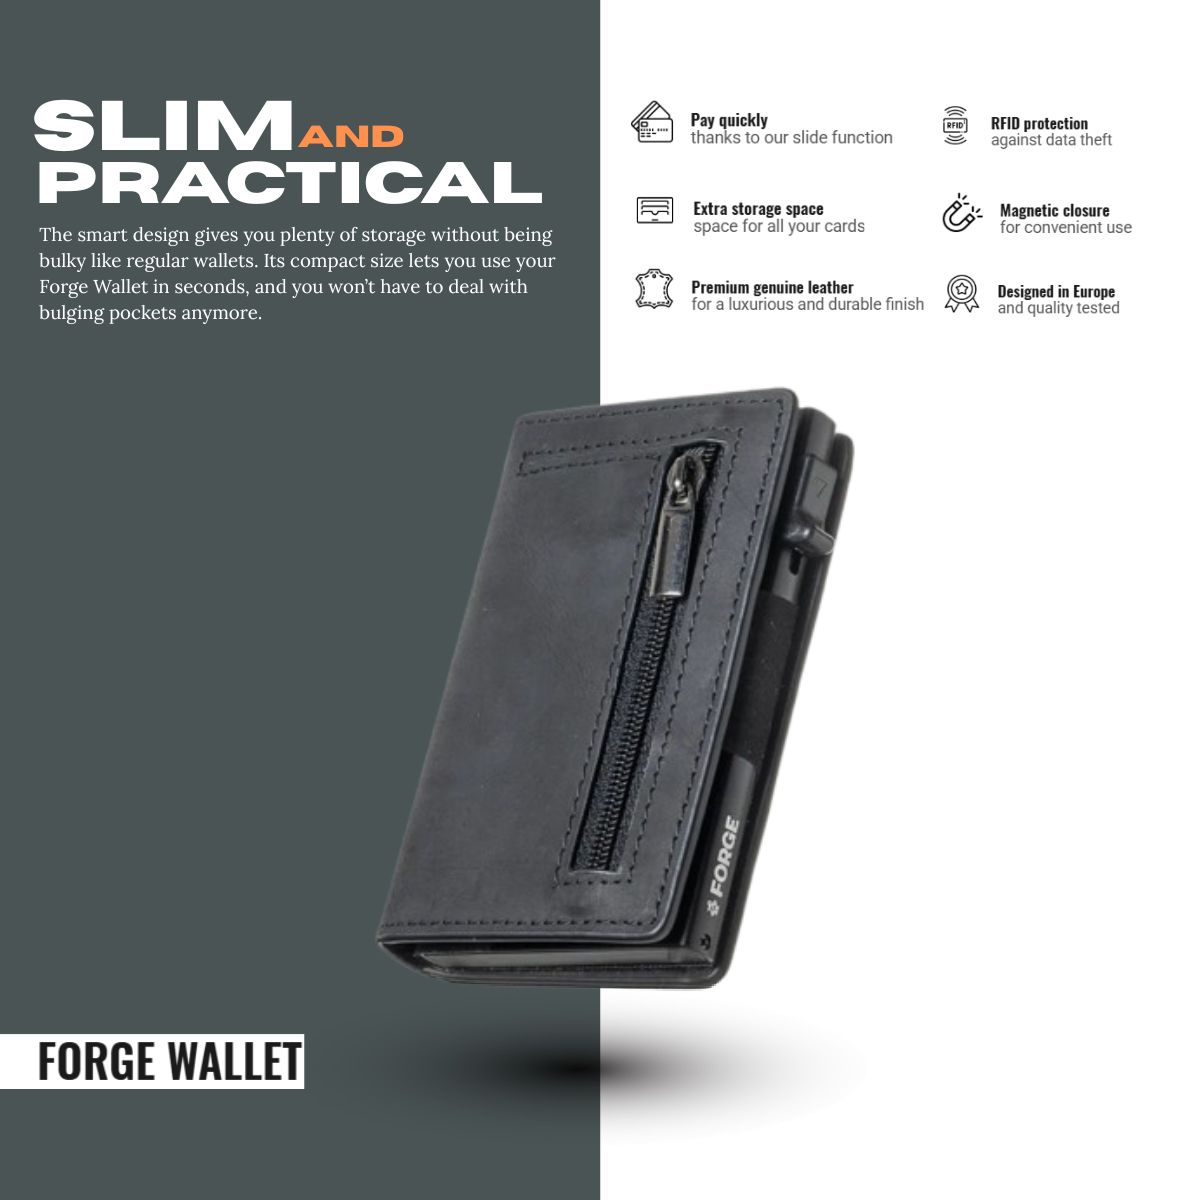 SLIM AND
PRACTICAL
The smart design gives you plenty of storage without being
bulky like regular wallets. Its compact size lets you use your
Forge Wallet in seconds, and you won’t have to deal with
bulging pockets anymore.
Pay quickly
thanks to our slide function
RFID
RFID protection
against data theft
Extra storage space
space for all your cards
Magnetic closure
for convenient use
Premium genuine leather
for a luxurious and durable finish
Designed in Europe
and quality tested
7
FORGE
FORGE WALLET